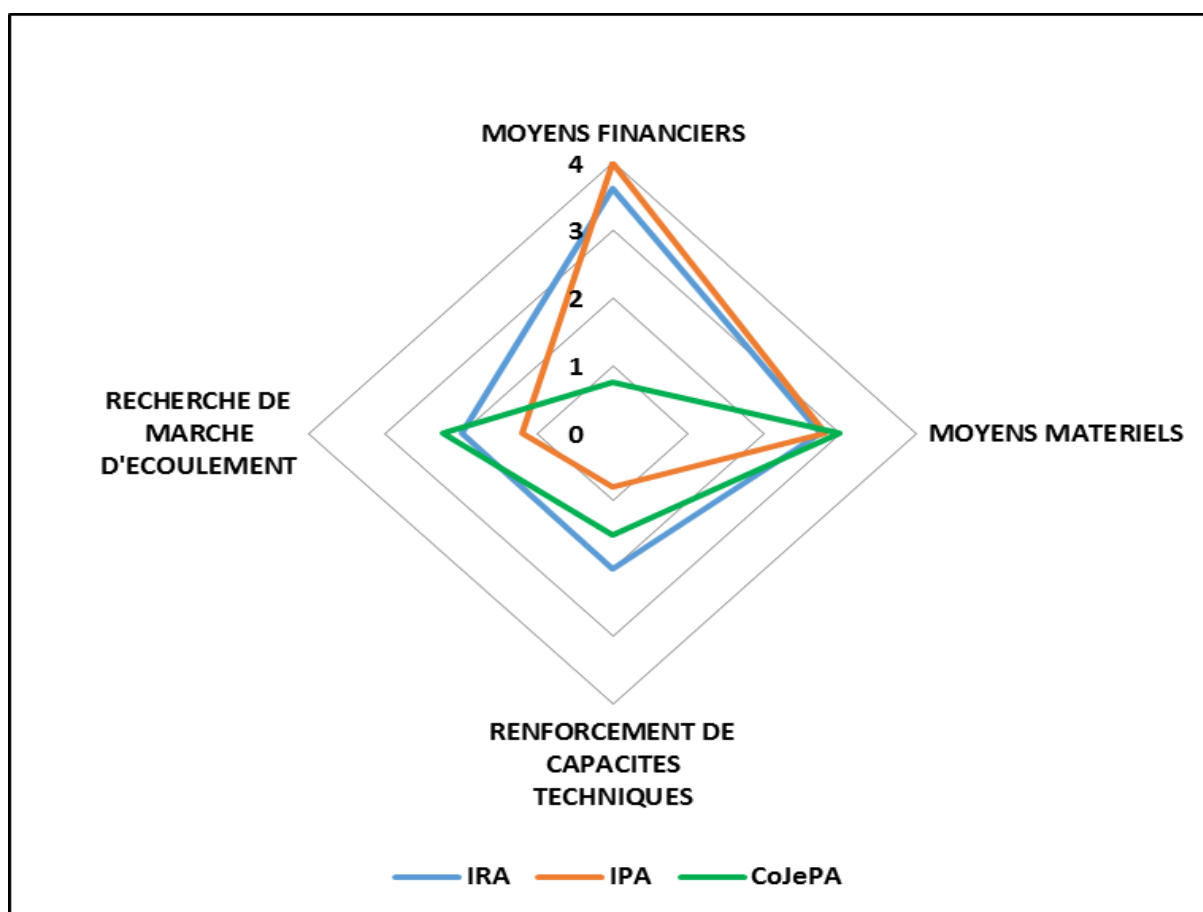 MOYENS FINANCIERS
4
3
2
1
0
RECHERCHE DE
MARCHE
D'ECOULEMENT
MOYENS MATERIELS
RENFORCEMENT DE
CAPACITES
TECHNIQUES
IRA IPA CoJePA